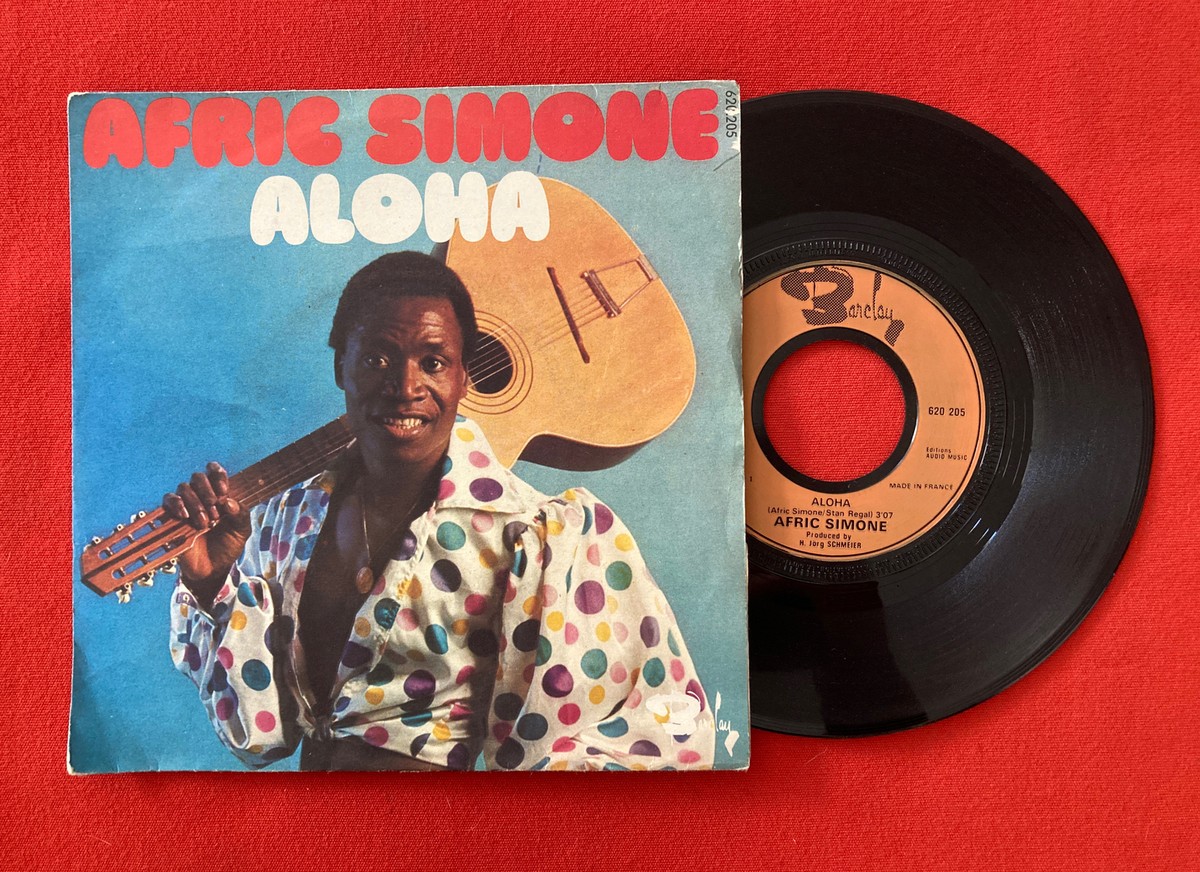 AFRIC SIMONE
620.205
ALOHA
Barclay
Barclay
620 205
Editions
AUDIO MUSIC
MADE IN FRANCE
ALOHA
(Afric Simone/Stan Regal) 3'07
AFRIC SIMONE
Produced by
H. Jörg SCHMEIER